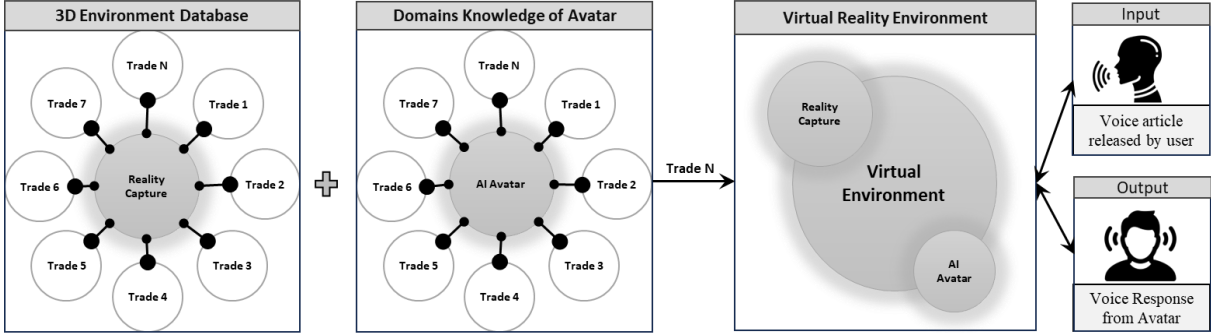 3D Environment Database
Trade N
Trade 7
Trade 1
Trade 6
Reality
Capture
Trade 2
Trade 5
Trade 3
Trade 4
Domains Knowledge of Avatar
Trade N
Trade 7
Trade 1
Trade 6
AI Avatar
Trade 2
Trade 5
Trade 3
Trade 4
Trade N
Virtual Reality Environment
Reality
Capture
Virtual
Environment
AI
Avatar
Input
Voice article
released by user
Output
Voice Response
from Avatar